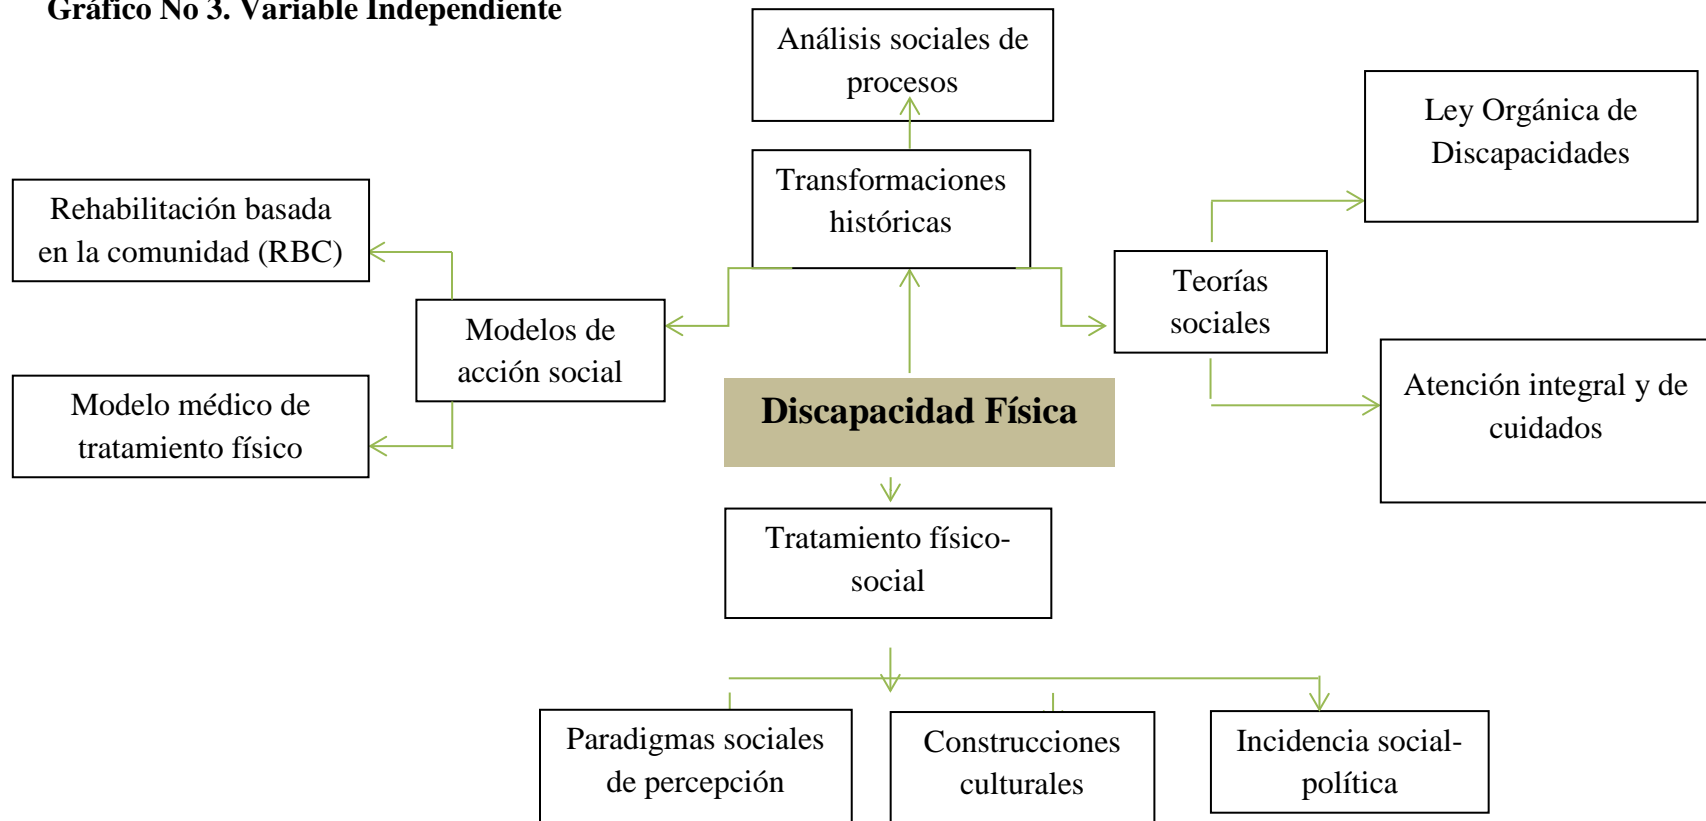 Gráfico No 3. Variable Independiente
Análisis sociales de
procesos
Ley Orgánica de
Discapacidades
Transformaciones
históricas
Rehabilitación basada
en la comunidad (RBC)
Teorías
sociales
Modelos de
acción social
Atención integral y de
cuidados
Modelo médico de
tratamiento físico
Discapacidad Física
Tratamiento físico-
social
Paradigmas sociales
de percepción
Construcciones
culturales
Incidencia social-
política